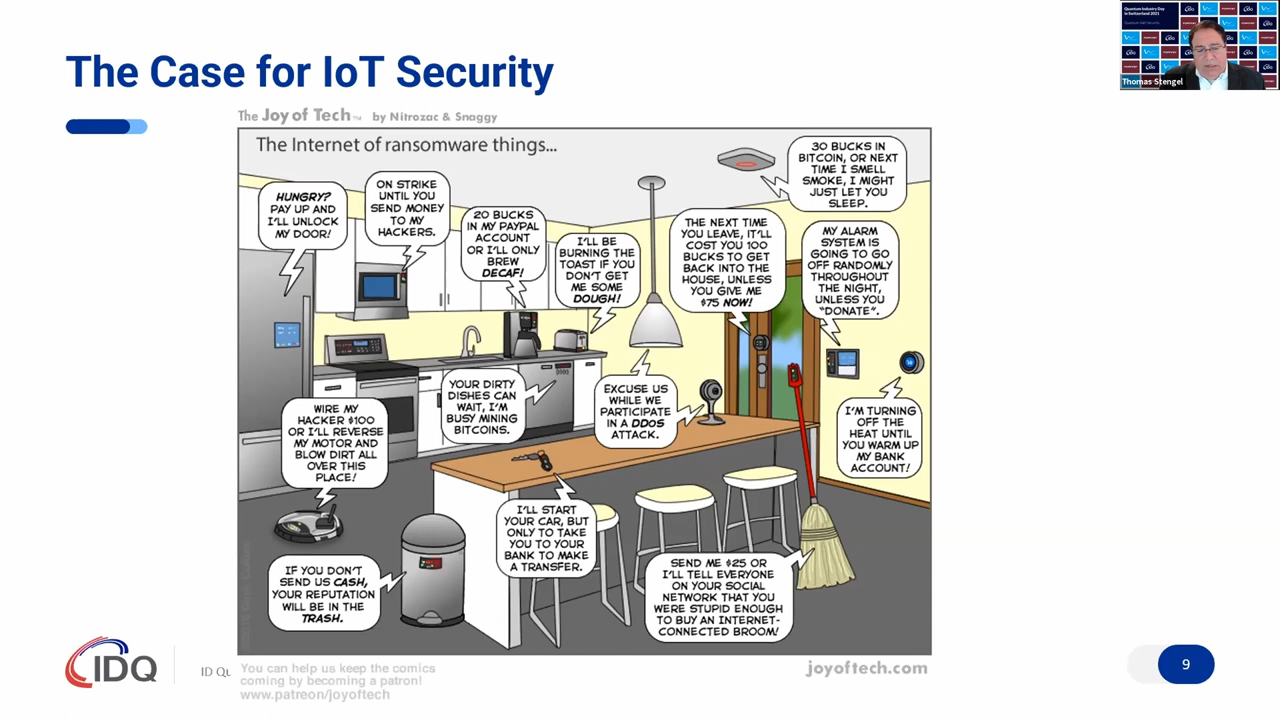 The Case for IoT Security
Quantum Industry Day
in Switzerland 2021
Thomas Stengel
The Joy of Tech™ by Nitrozac & Snaggy
The Internet of ransomware things...
HUNGRY?
PAY UP AND
I'LL UNLOCK
MY DOOR!
ON STRIKE
UNTIL YOU
SEND MONEY
TO MY
HACKERS.
20 BUCKS
IN MY PAYPAL
ACCOUNT
OR I'LL ONLY
BREW
DECAF!
I'LL BE
BURNING THE
TOAST IF YOU
DON'T GET
ME SOME
DOUGH!
THE NEXT TIME
YOU LEAVE, IT'LL
COST YOU 100
BUCKS TO GET
BACK INTO THE
HOUSE, UNLESS
YOU GIVE ME
$75 NOW!
30 BUCKS IN
BITCOIN, OR NEXT
TIME I SMELL
SMOKE, I MIGHT
JUST LET YOU
SLEEP.
MY ALARM
SYSTEM IS
GOING TO GO
OFF RANDOMLY
THROUGHOUT
THE NIGHT,
UNLESS YOU
"DONATE".
WIRE MY
HACKER $100
OR I'LL REVERSE
MY MOTOR AND
BLOW DIRT ALL
OVER THIS
PLACE!
YOUR DIRTY
DISHES CAN
WAIT, I'M
BUSY MINING
BITCOINS.
EXCUSE US
WHILE WE
PARTICIPATE
IN A DDOS
ATTACK.
I'M TURNING
OFF THE
HEAT UNTIL
YOU WARM UP
MY BANK
ACCOUNT!
IF YOU DON'T
SEND US CASH,
YOUR REPUTATION
WILL BE IN THE
TRASH.
I'LL START
YOUR CAR, BUT
ONLY TO TAKE
YOU TO YOUR
BANK TO MAKE
A TRANSFER.
SEND ME $25 OR
I'LL TELL EVERYONE
ON YOUR SOCIAL
NETWORK THAT YOU
WERE STUPID ENOUGH
TO BUY AN INTERNET-
CONNECTED BROOM!
IDQ
ID Qu
You can help us keep the comics
coming by becoming a patron!
www.patreon/joyoftech
joyoftech.com
9